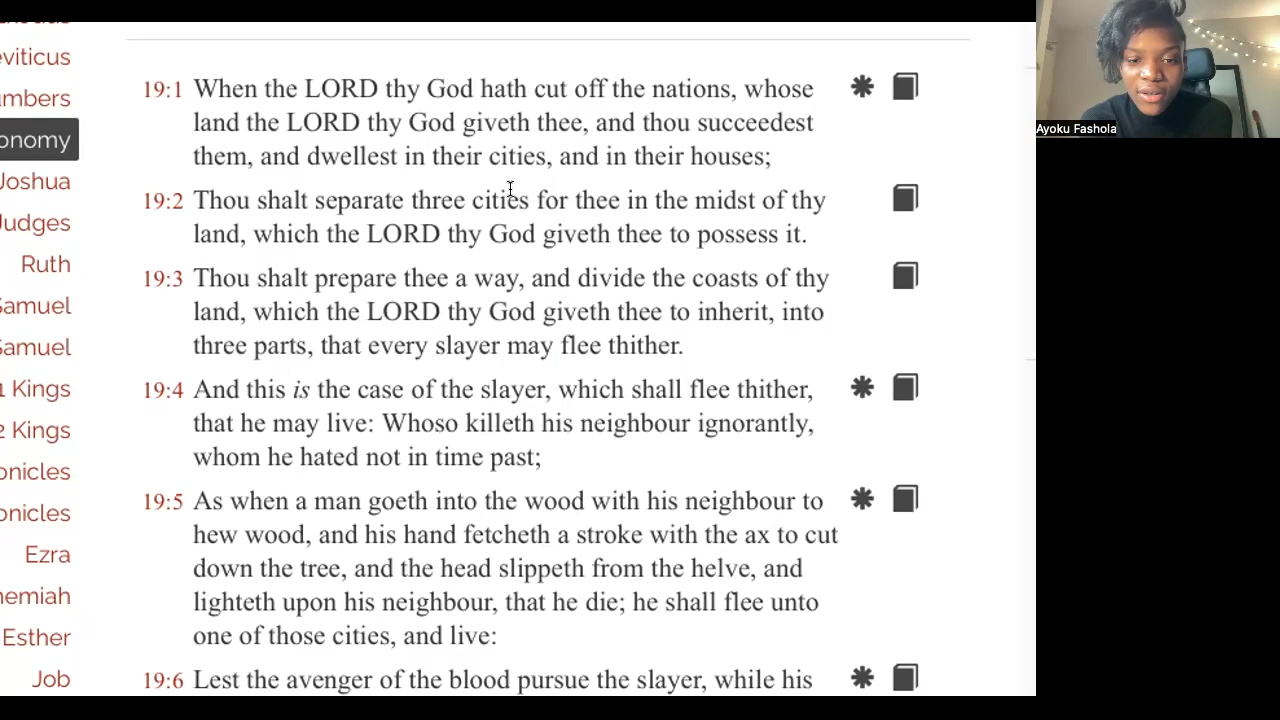 eviticus
umbers
onomy
Joshua
Judges
Ruth
Samuel
Samuel
1 Kings
2 Kings
onicles
onicles
Ezra
hemiah
Esther
Job
19:1 When the LORD thy God hath cut off the nations, whose
land the LORD thy God giveth thee, and thou succeedest
them, and dwellest in their cities, and in their houses;
19:2 Thou shalt separate three cities for thee in the midst of thy
land, which the LORD thy God giveth thee to possess it.
19:3 Thou shalt prepare thee a way, and divide the coasts of thy
land, which the LORD thy God giveth thee to inherit, into
three parts, that every slayer may flee thither.
19:4 And this is the case of the slayer, which shall flee thither,
that he may live: Whoso killeth his neighbour ignorantly,
whom he hated not in time past;
19:5 As when a man goeth into the wood with his neighbour to
hew wood, and his hand fetcheth a stroke with the ax to cut
down the tree, and the head slippeth from the helve, and
lighteth upon his neighbour, that he die; he shall flee unto
one of those cities, and live:
19:6 Lest the avenger of the blood pursue the slayer, while his
Ayoku Fashola